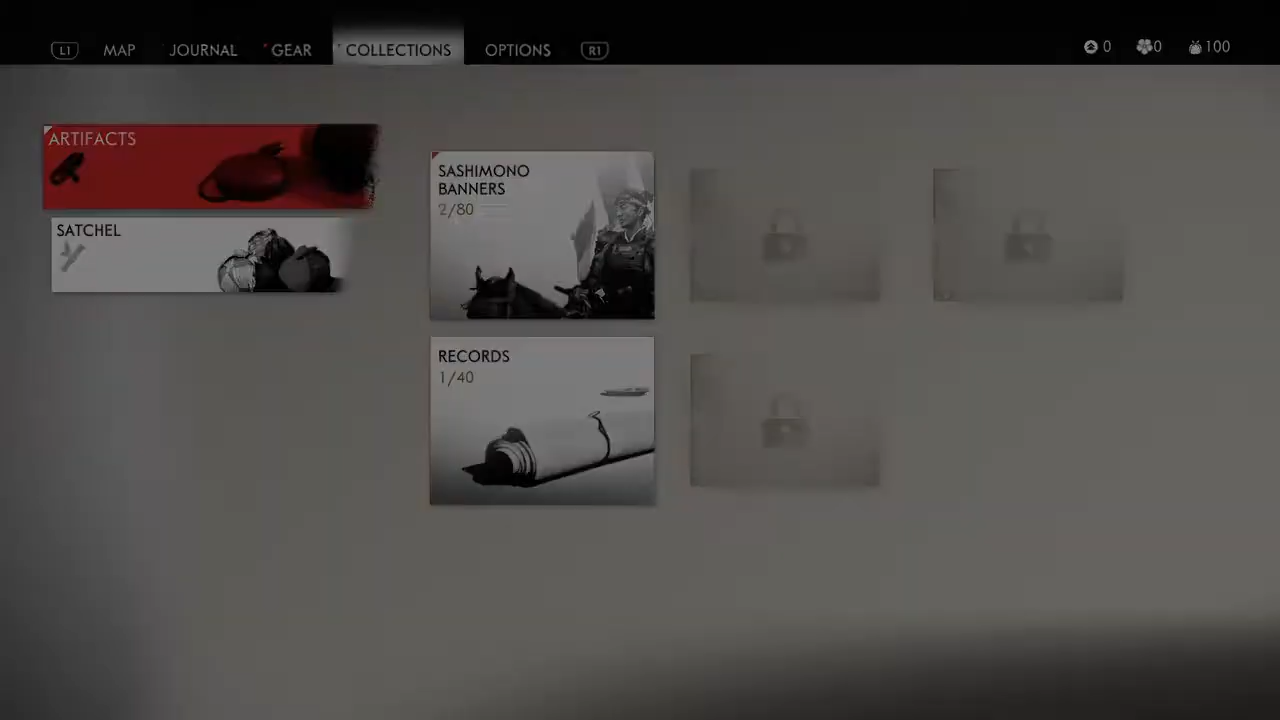 L1 MAP JOURNAL GEAR COLLECTIONS OPTIONS R1 0 0 100
ARTIFACTS
SATCHEL
SASHIMONO
BANNERS
2/80
RECORDS
1/40